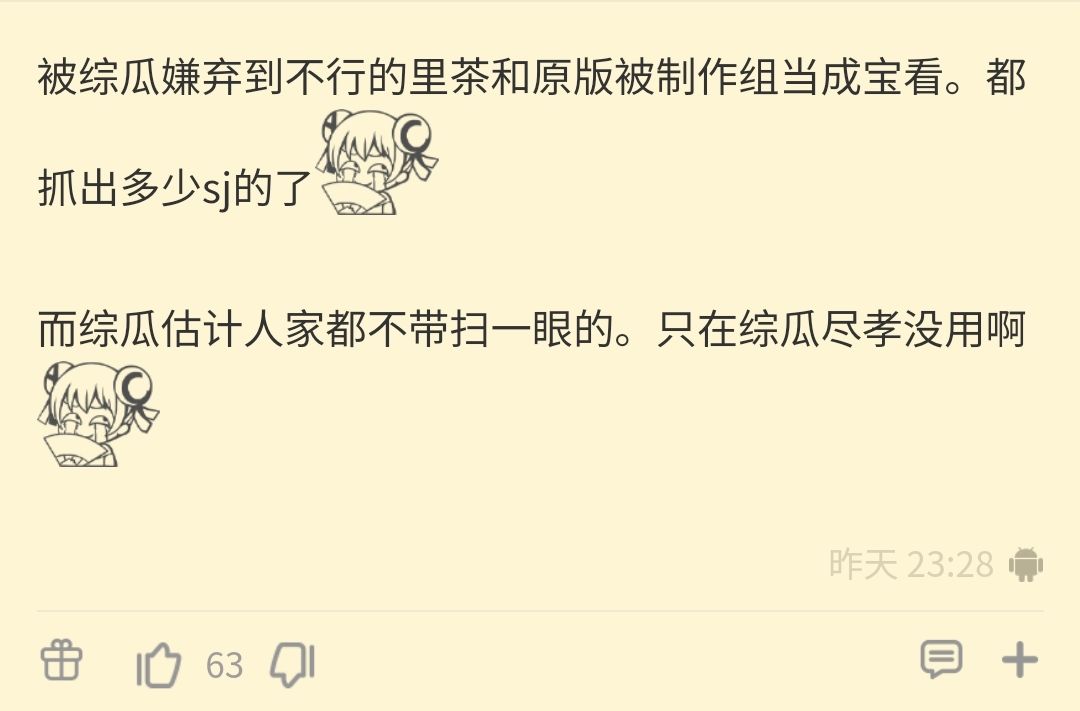 被综瓜嫌弃到不行的里茶和原版被制作组当成宝看。都
抓出多少sj的了
而综瓜估计人家都不带扫一眼的。只在综瓜尽孝没用啊
昨天 23:28
63